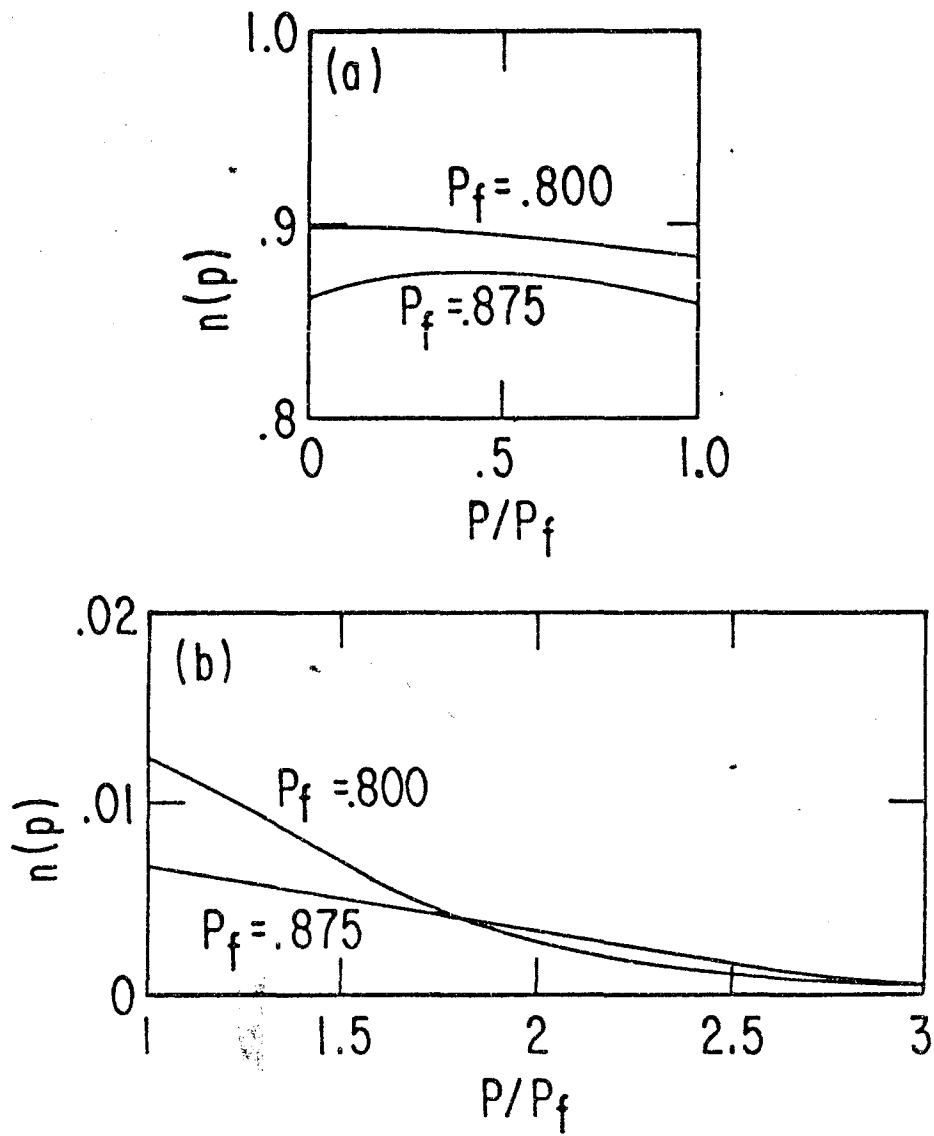 1.0
(a)
P_f = .800
.9
n(p)
P_f = .875
.8
0 .5 1.0
P/P_f
.02
(b)
P_f = .800
.01
n(p)
P_f = .875
0
1 1.5 2 2.5 3
P/P_f